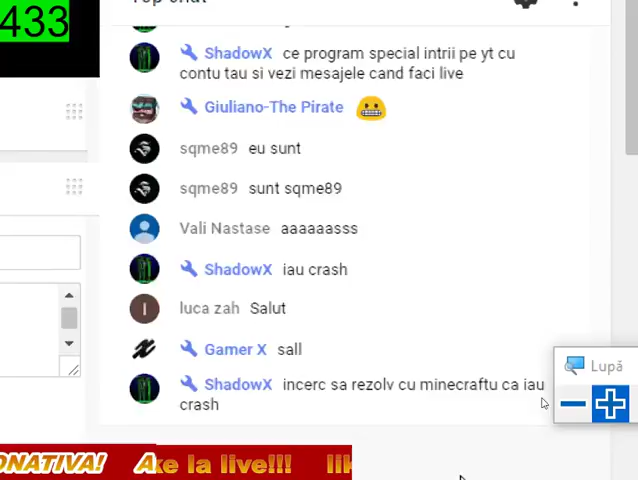 433
Top chat
ShadowX ce program special intrii pe yt cu
contu tau si vezi mesajele cand faci live
Giuliano-The Pirate
sqme89 eu sunt
sqme89 sunt sqme89
Vali Nastase aaaaaasss
ShadowX iau crash
I luca zah Salut
Gamer X sall
Lupă
ShadowX incerc sa rezolv cu minecraftu ca iau
crash
ONATIVA! A ke la live!!! lik